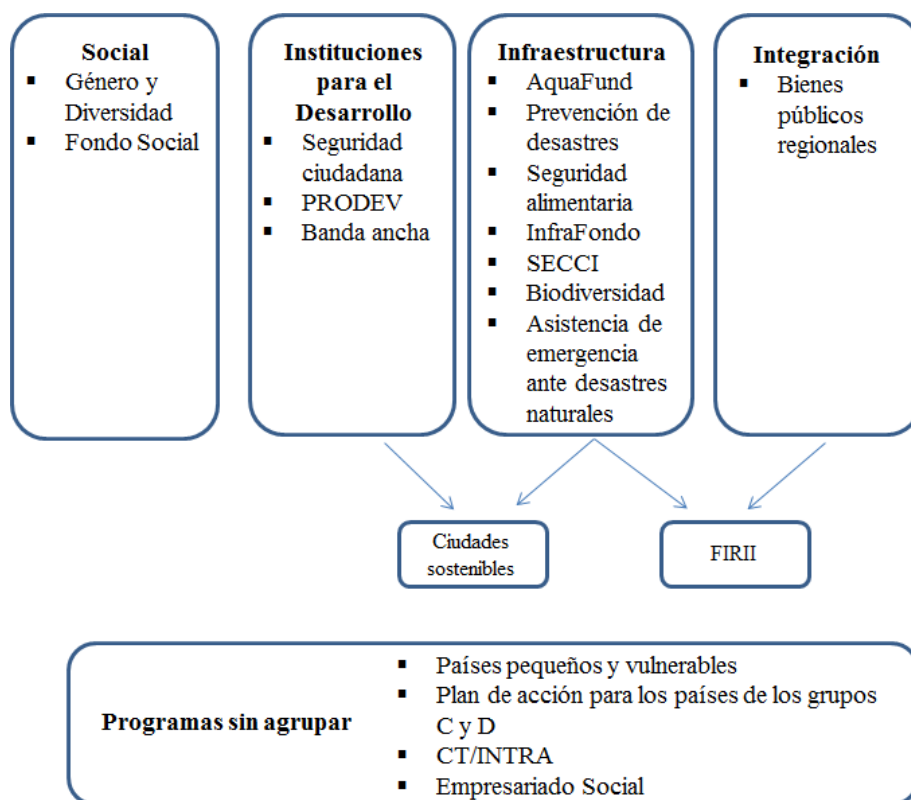 Social
▪ Género y
Diversidad
▪ Fondo Social
Instituciones
para el
Desarrollo
▪ Seguridad
ciudadana
▪ PRODEV
▪ Banda ancha
Infraestructura
▪ AquaFund
▪ Prevención de
desastres
▪ Seguridad
alimentaria
▪ InfraFondo
▪ SECCI
▪ Biodiversidad
▪ Asistencia de
emergencia
ante desastres
naturales
Integración
▪ Bienes
públicos
regionales
Ciudades
sostenibles
FIRII
Programas sin agrupar
▪ Países pequeños y vulnerables
▪ Plan de acción para los países de los grupos
C y D
▪ CT/INTRA
▪ Empresariado Social